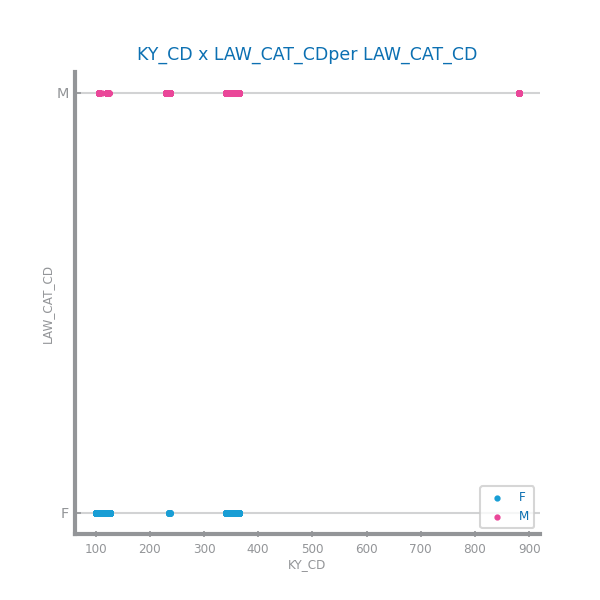 KY_CD x LAW_CAT_CDper LAW_CAT_CD
M
LAW_CAT_CD
F
F
M
100 200 300 400 500 600 700 800 900
KY_CD